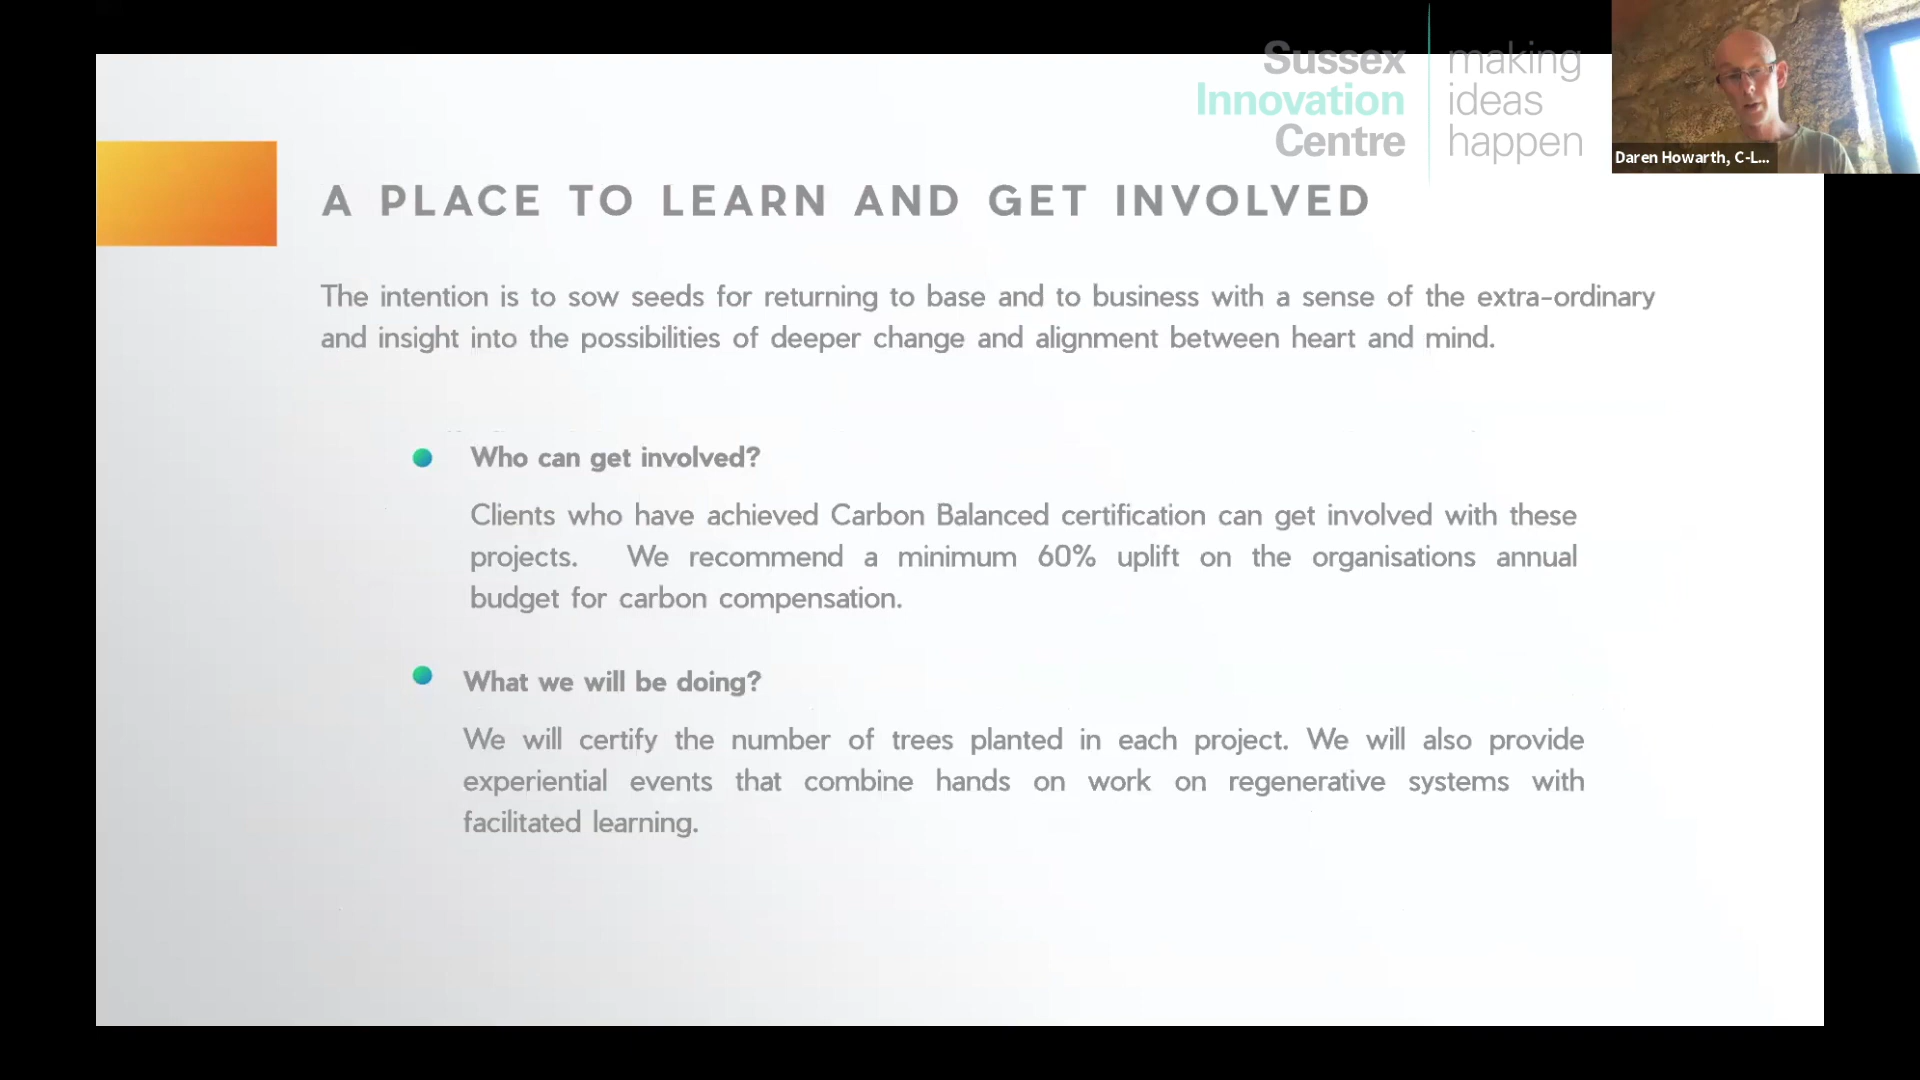 Sussex
Innovation
Centre
making
ideas
happen
Daren Howarth, C-L...
A PLACE TO LEARN AND GET INVOLVED
The intention is to sow seeds for returning to base and to business with a sense of the extra-ordinary
and insight into the possibilities of deeper change and alignment between heart and mind.
Who can get involved?
Clients who have achieved Carbon Balanced certification can get involved with these
projects. We recommend a minimum 60% uplift on the organisations annual
budget for carbon compensation.
What we will be doing?
We will certify the number of trees planted in each project. We will also provide
experiential events that combine hands on work on regenerative systems with
facilitated learning.